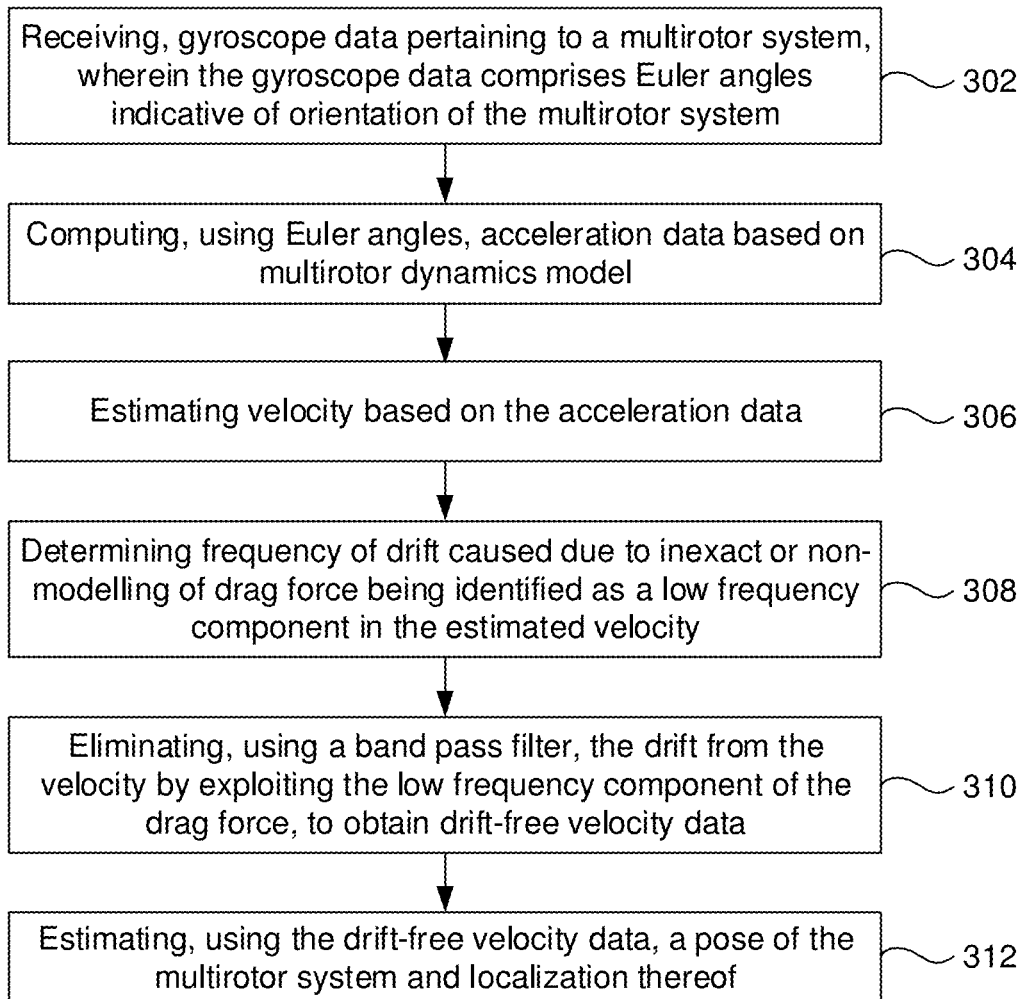 Receiving, gyroscope data pertaining to a multirotor system,
wherein the gyroscope data comprises Euler angles
indicative of orientation of the multirotor system
302
Computing, using Euler angles, acceleration data based on
multirotor dynamics model
304
Estimating velocity based on the acceleration data
306
Determining frequency of drift caused due to inexact or non-
modelling of drag force being identified as a low frequency
component in the estimated velocity
308
Eliminating, using a band pass filter, the drift from the
velocity by exploiting the low frequency component of the
drag force, to obtain drift-free velocity data
310
Estimating, using the drift-free velocity data, a pose of the
multirotor system and localization thereof
312